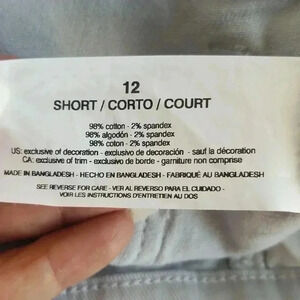 12
SHORT / CORTO / COURT
98% cotton - 2% spandex
98% algodón - 2% spandex
98% coton - 2% spandex
US: exclusive of decoration - exclusivo de decoración - sauf la décoration
CA: exclusive of trim - exclusivo de borde - garniture non comprise
MADE IN BANGLADESH - HECHO EN BANGLADESH - FABRIQUÉ AU BANGLADESH
SEE REVERSE FOR CARE - VER AL REVERSO PARA EL CUIDADO -
VOIR LES INSTRUCTIONS D'ENTRETIEN AU DOS